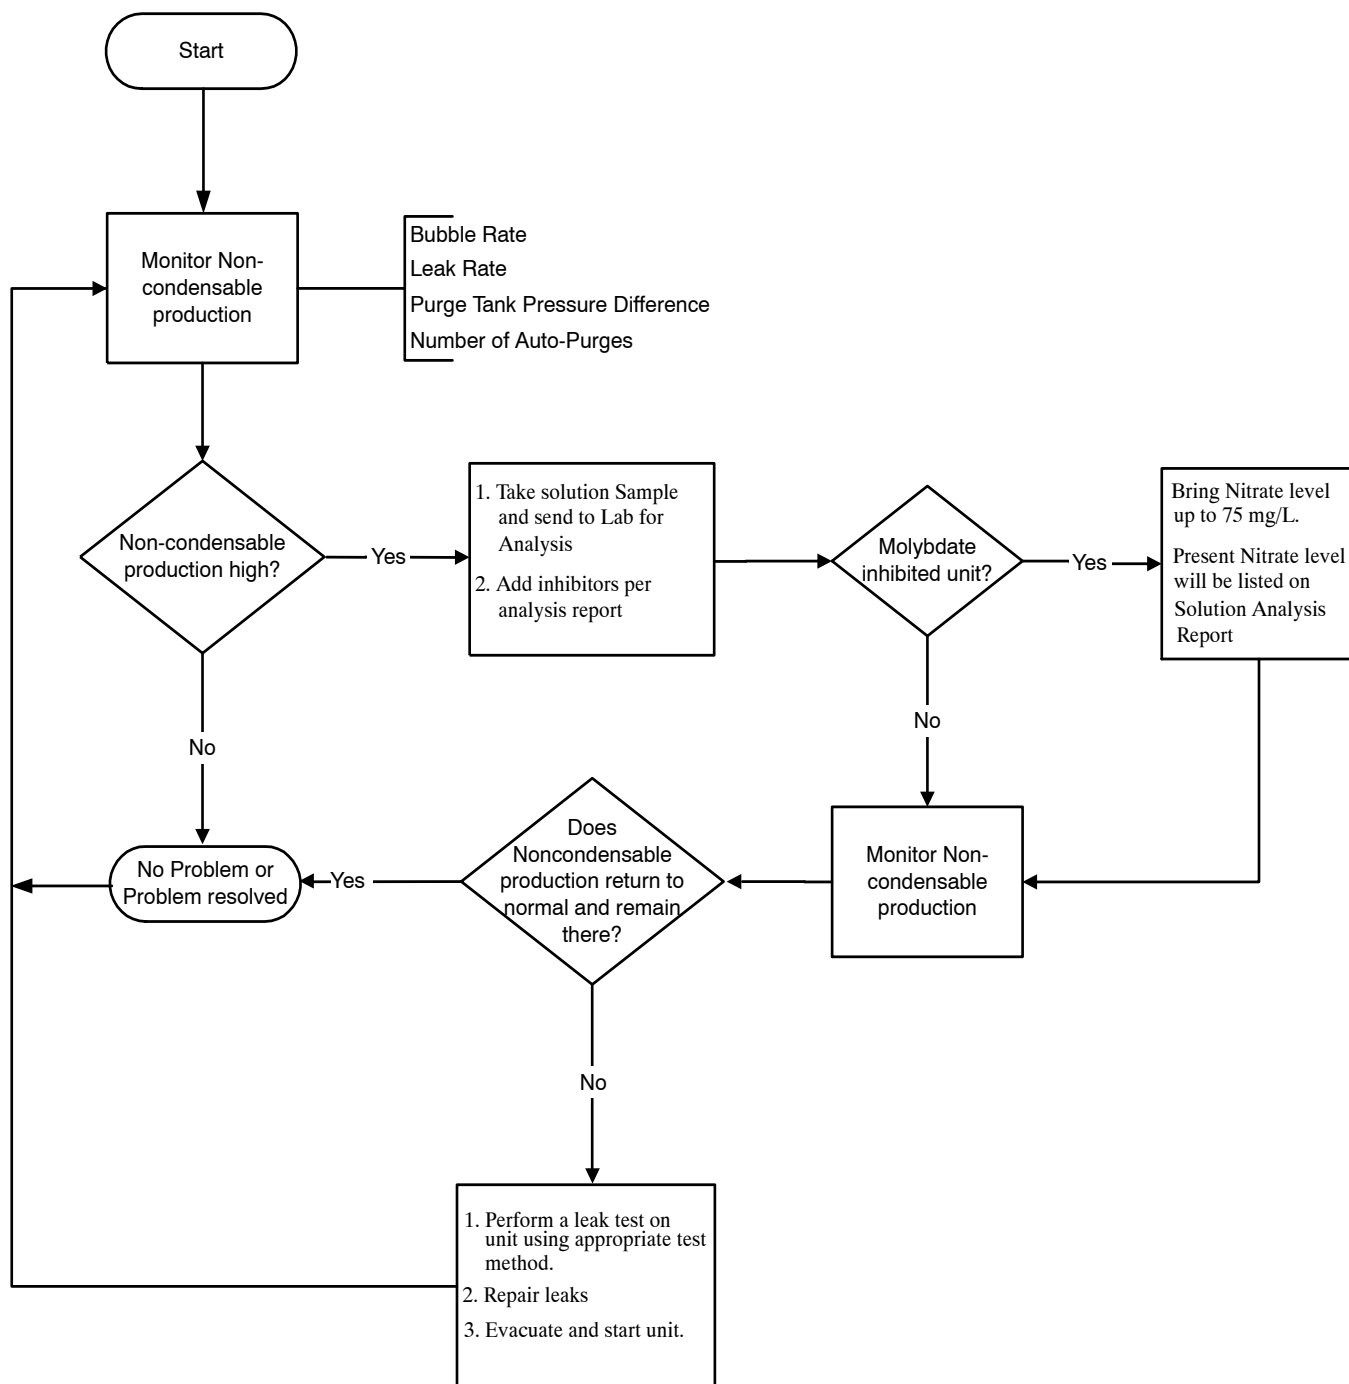 Start
Monitor Non-
condensable
production
Bubble Rate
Leak Rate
Purge Tank Pressure Difference
Number of Auto-Purges
Non-condensable
production high?
Yes
1. Take solution Sample
and send to Lab for
Analysis
2. Add inhibitors per
analysis report
Molybdate
inhibited unit?
Yes
Bring Nitrate level
up to 75 mg/L.
Present Nitrate level
will be listed on
Solution Analysis
Report
No
No
Monitor Non-
condensable
production
Does
Noncondensable
production return to
normal and remain
there?
Yes
No Problem or
Problem resolved
No
1. Perform a leak test on
unit using appropriate test
method.
2. Repair leaks
3. Evacuate and start unit.